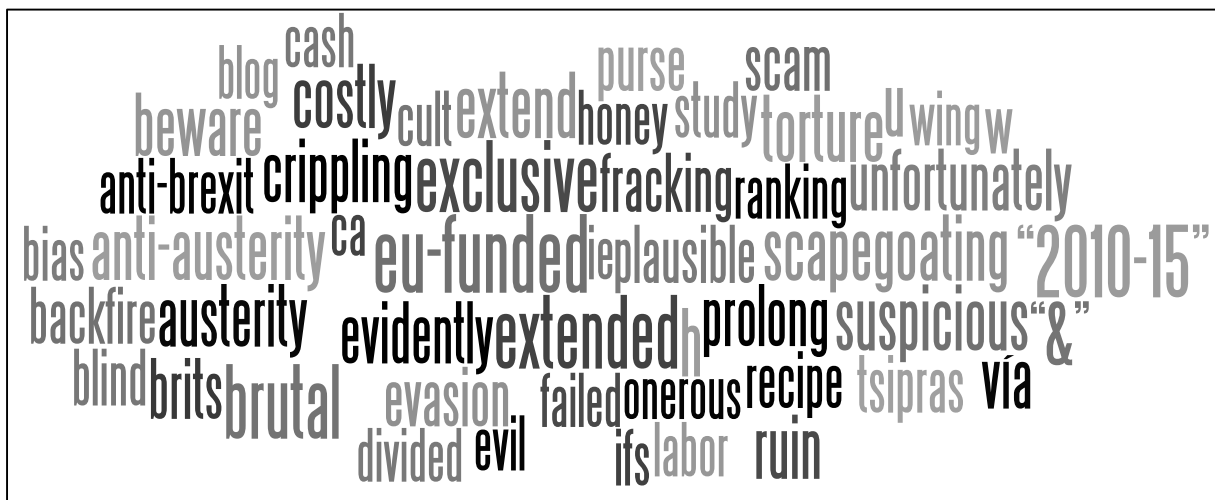 cash purse scam
blog costly cult extend honey study torture u wing w
beware
anti-brexit crippling exclusive fracking ranking unfortunately
bias anti-austerity ca eu-funded ie plausible scapegoating “2010-15”
backfire austerity evidently extended h prolong suspicious “&”
blind brits brutal evasion failed onerous recipe tsipras vía
divided evil ifs labor ruin